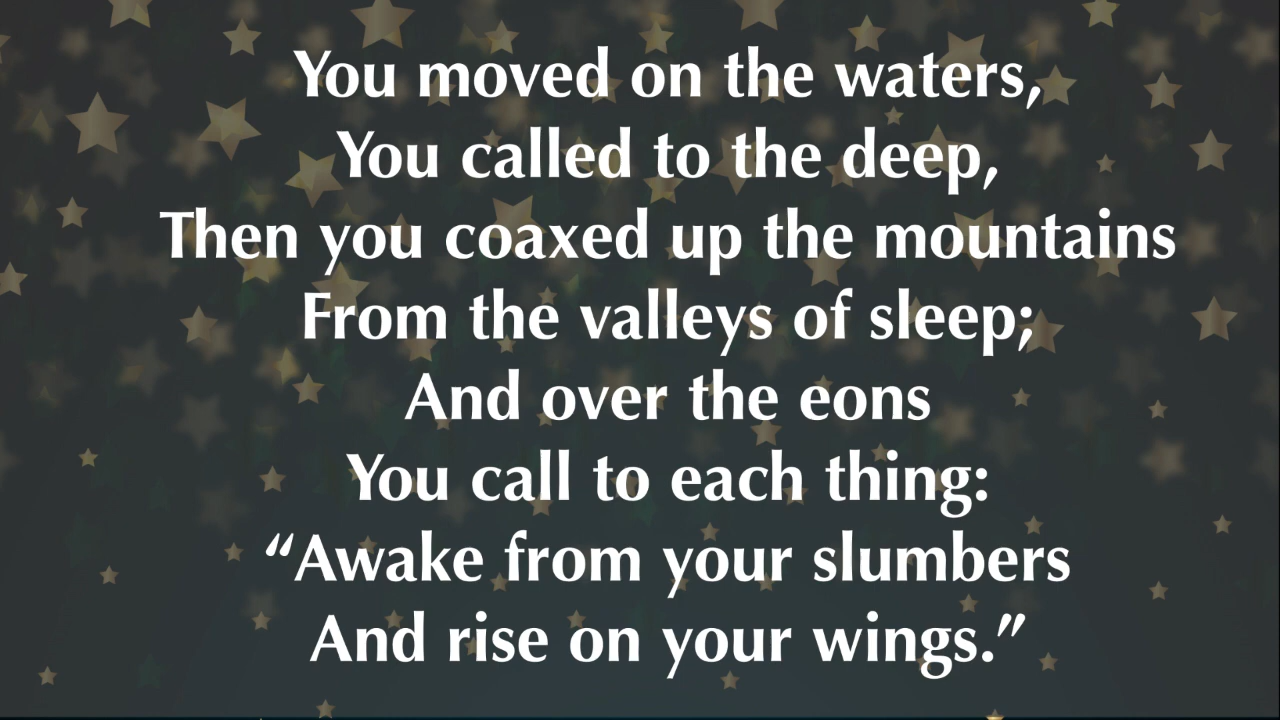 You moved on the waters,
You called to the deep,
Then you coaxed up the mountains
From the valleys of sleep;
And over the eons
You call to each thing:
“Awake from your slumbers
And rise on your wings.”